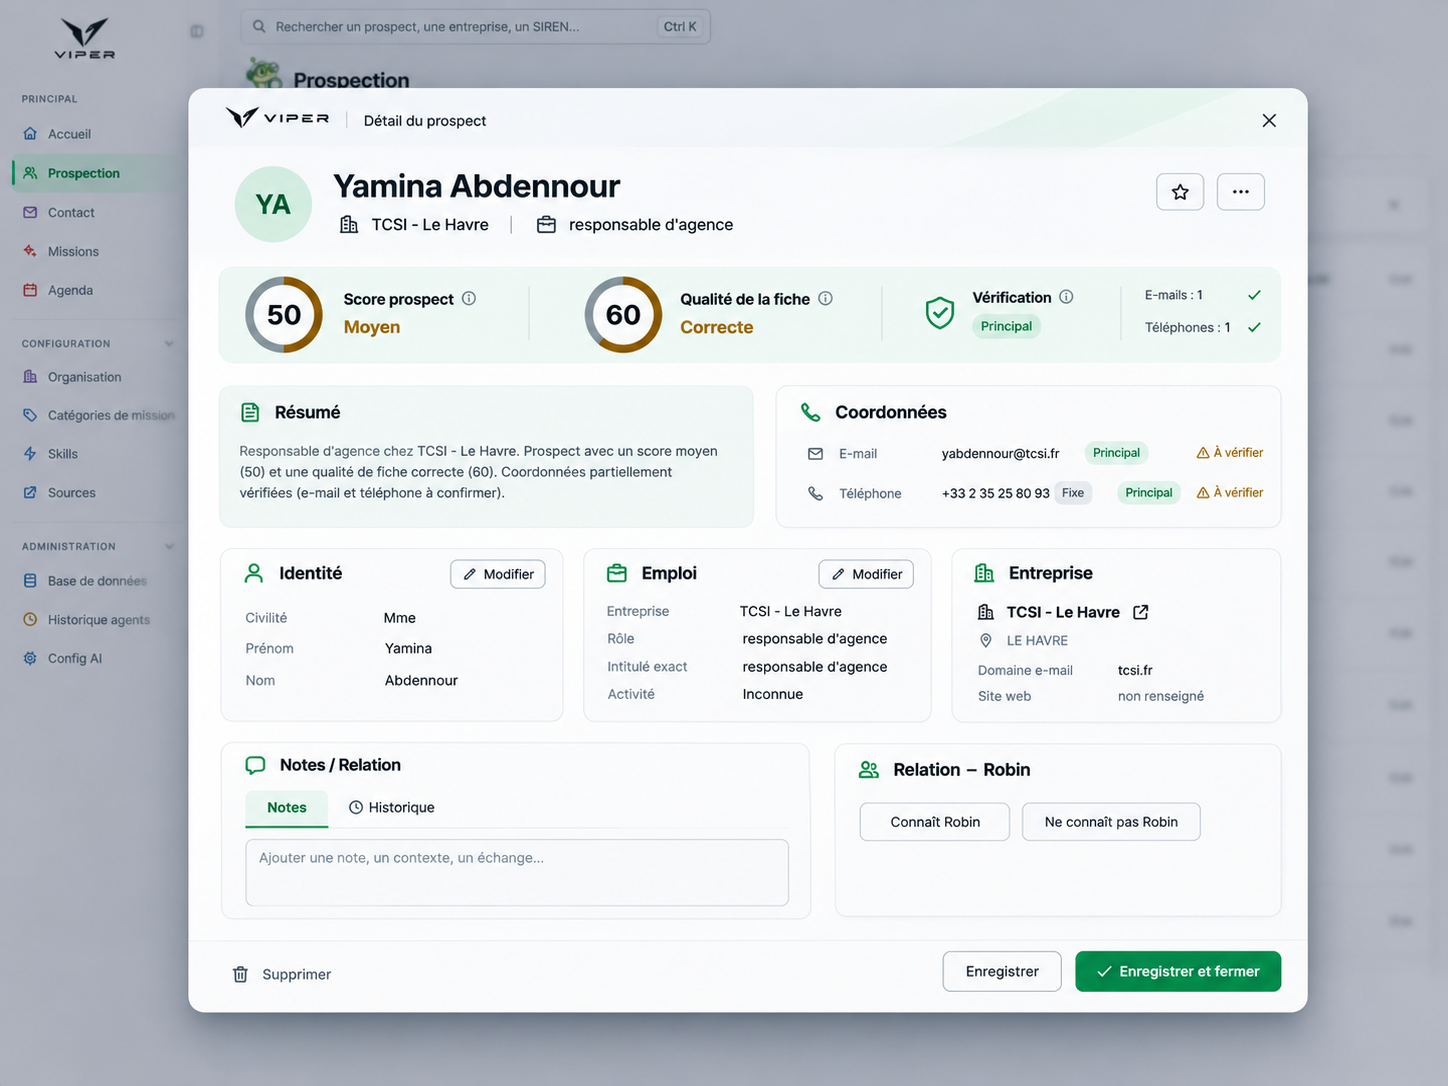 VIPER
Rechercher un prospect, une entreprise, un SIREN...
Ctrl K
Prospection
PRINCIPAL
Accueil
Prospection
Contact
Missions
Agenda
CONFIGURATION
Organisation
Catégories de mission
Skills
Sources
ADMINISTRATION
Base de données
Historique agents
Config AI
VIPER
Détail du prospect
YA
Yamina Abdennour
TCSI - Le Havre
responsable d'agence
50
Score prospect
Moyen
60
Qualité de la fiche
Correcte
Vérification
Principal
E-mails : 1
Téléphones : 1
Résumé
Responsable d'agence chez TCSI - Le Havre. Prospect avec un score moyen
(50) et une qualité de fiche correcte (60). Coordonnées partiellement
vérifiées (e-mail et téléphone à confirmer).
Coordonnées
E-mail yabdennour@tcsi.fr Principal À vérifier
Téléphone +33 2 35 25 80 93 Fixe Principal À vérifier
Identité
Modifier
Civilité Mme
Prénom Yamina
Nom Abdennour
Emploi
Modifier
Entreprise TCSI - Le Havre
Rôle responsable d'agence
Intitulé exact responsable d'agence
Activité Inconnue
Entreprise
TCSI - Le Havre
LE HAVRE
Domaine e-mail tcsi.fr
Site web non renseigné
Notes / Relation
Notes
Historique
Ajouter une note, un contexte, un échange...
Relation – Robin
Connaît Robin
Ne connaît pas Robin
Supprimer
Enregistrer
Enregistrer et fermer